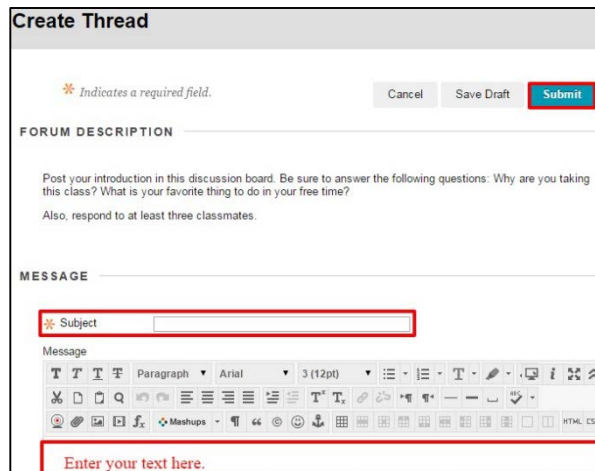 Create Thread
* Indicates a required field.
Cancel Save Draft Submit
FORUM DESCRIPTION
Post your introduction in this discussion board. Be sure to answer the following questions: Why are you taking
this class? What is your favorite thing to do in your free time?
Also, respond to at least three classmates.
MESSAGE
* Subject
Message
T T T T Paragraph Arial 3 (12pt) T i
T T
fx Mashups ¶ “ © HTML
Enter your text here.